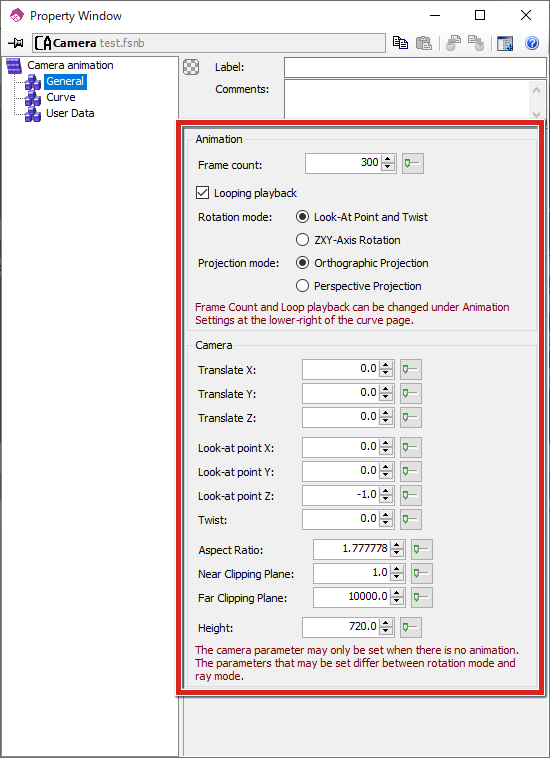 Property Window
Camera test.fsnb
Camera animation
General
Curve
User Data
Label:
Comments:
Animation
Frame count: 300
Looping playback
Rotation mode: Look-At Point and Twist
ZXY-Axis Rotation
Projection mode: Orthographic Projection
Perspective Projection
Frame Count and Loop playback can be changed under Animation
Settings at the lower-right of the curve page.
Camera
Translate X: 0.0
Translate Y: 0.0
Translate Z: 0.0
Look-at point X: 0.0
Look-at point Y: 0.0
Look-at point Z: -1.0
Twist: 0.0
Aspect Ratio: 1.777778
Near Clipping Plane: 1.0
Far Clipping Plane: 10000.0
Height: 720.0
The camera parameter may only be set when there is no animation.
The parameters that may be set differ between rotation mode and
ray mode.